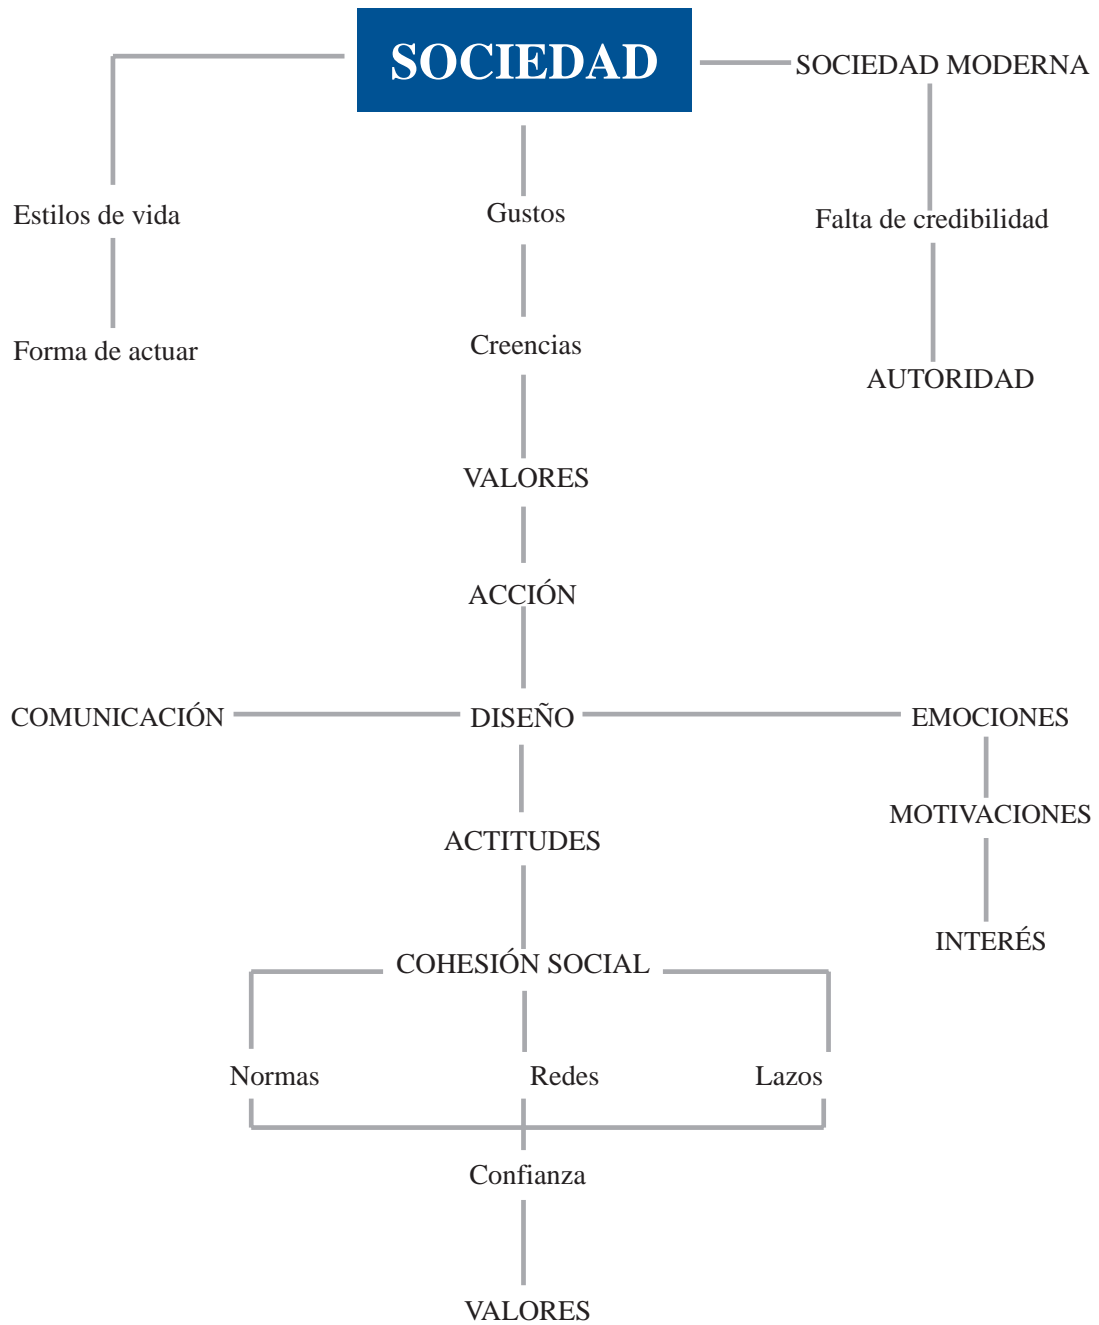 SOCIEDAD
SOCIEDAD MODERNA
Estilos de vida
Gustos
Falta de credibilidad
Forma de actuar
Creencias
AUTORIDAD
VALORES
ACCIÓN
COMUNICACIÓN
DISEÑO
EMOCIONES
MOTIVACIONES
ACTITUDES
INTERÉS
COHESIÓN SOCIAL
Normas
Redes
Lazos
Confianza
VALORES